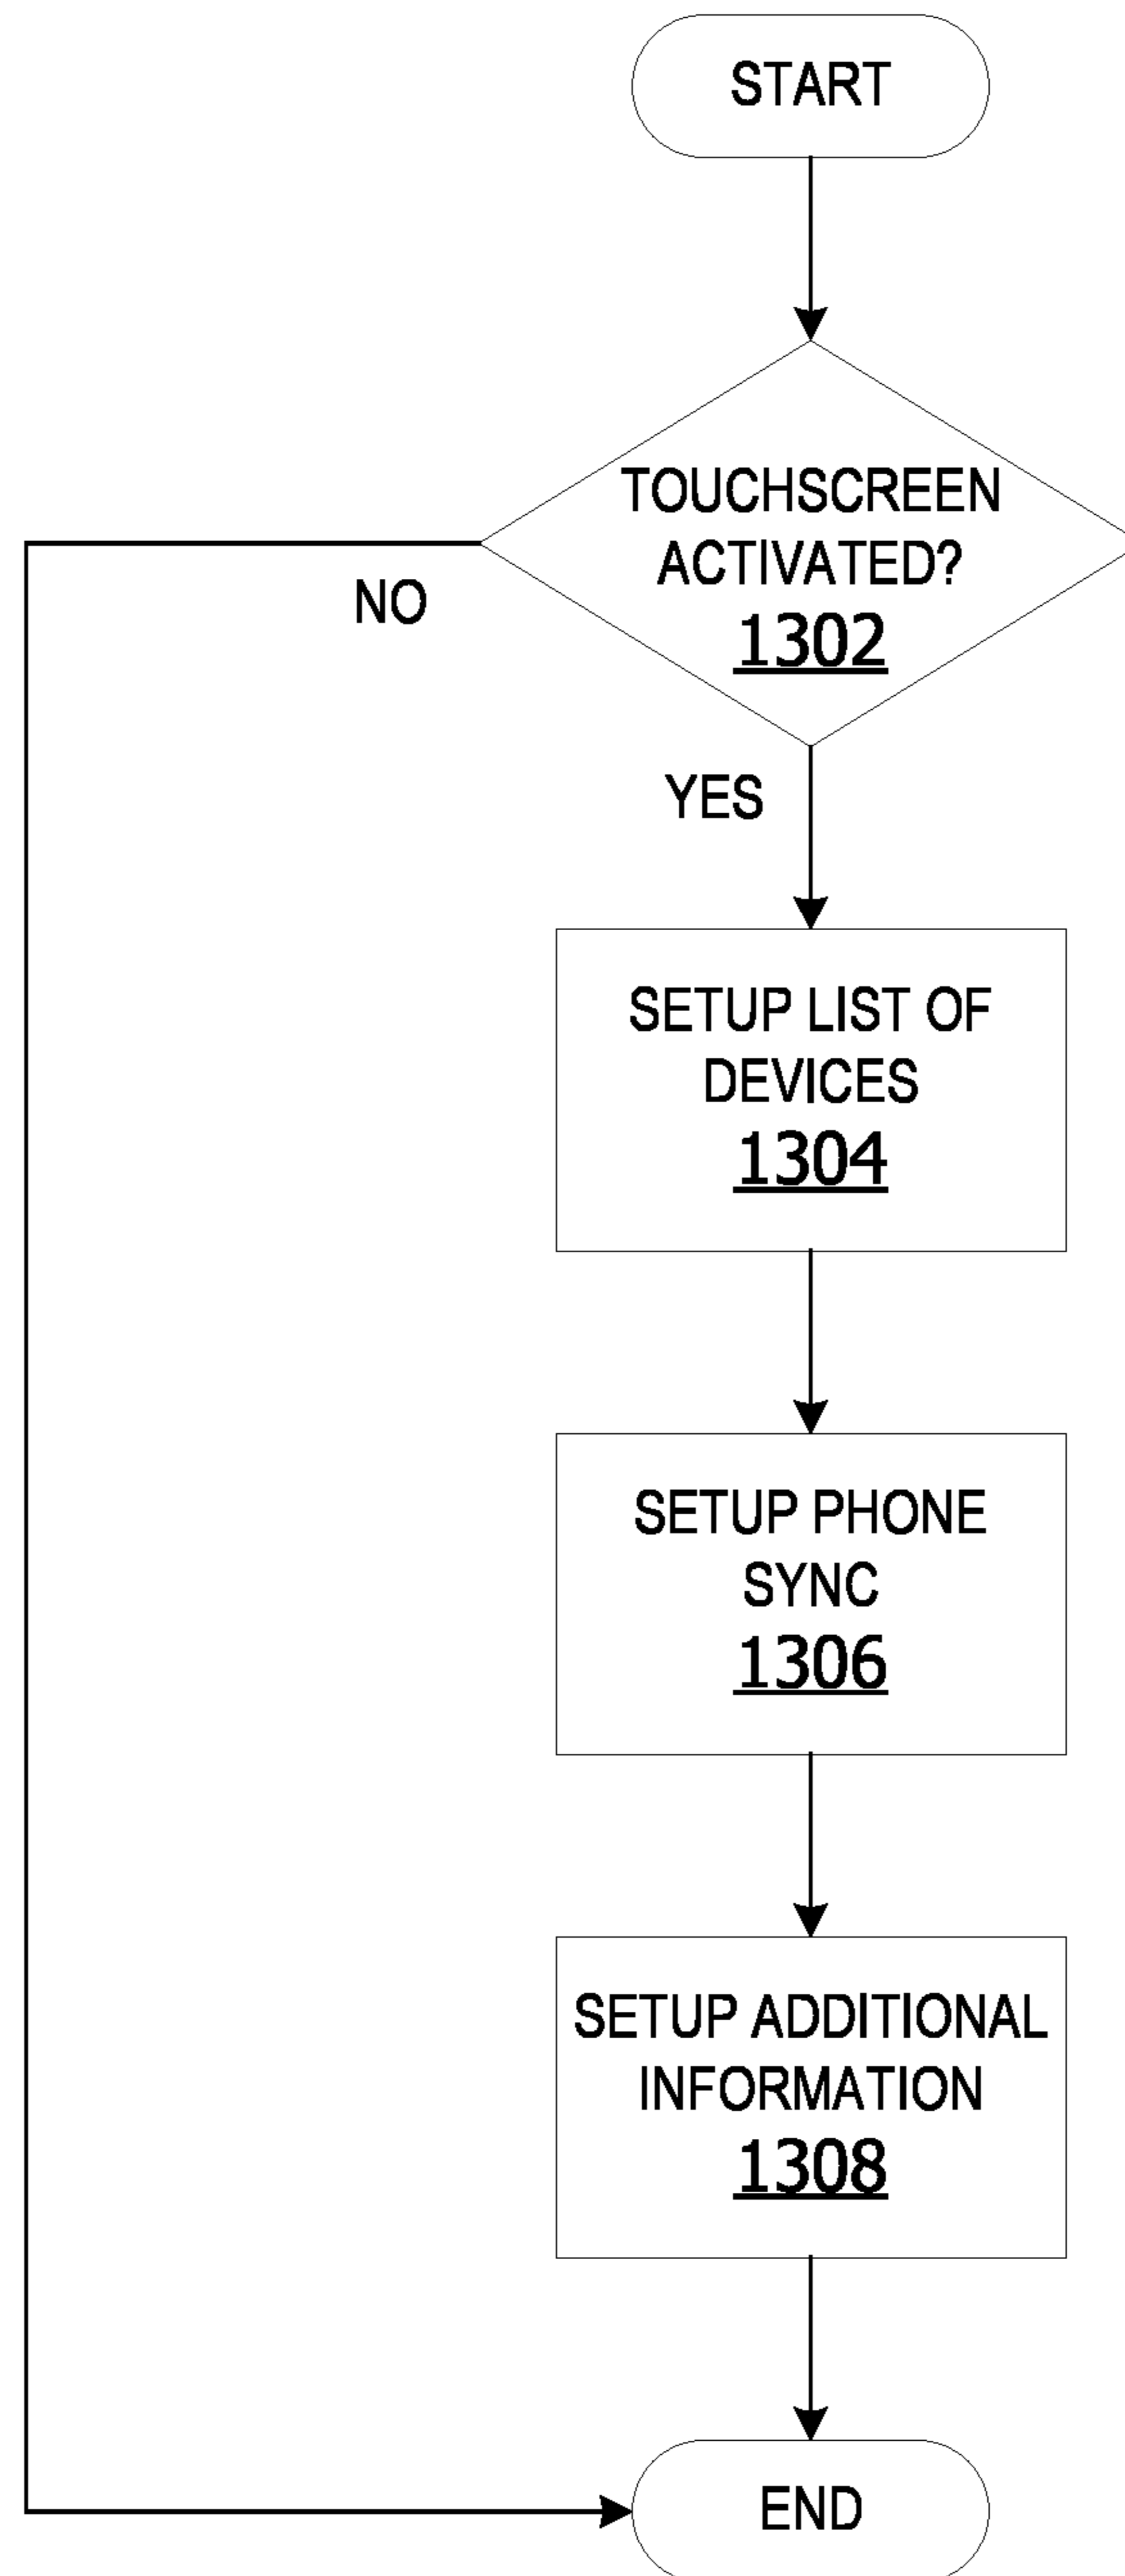 START
TOUCHSCREEN
ACTIVATED?
1302
NO
YES
SETUP LIST OF
DEVICES
1304
SETUP PHONE
SYNC
1306
SETUP ADDITIONAL
INFORMATION
1308
END